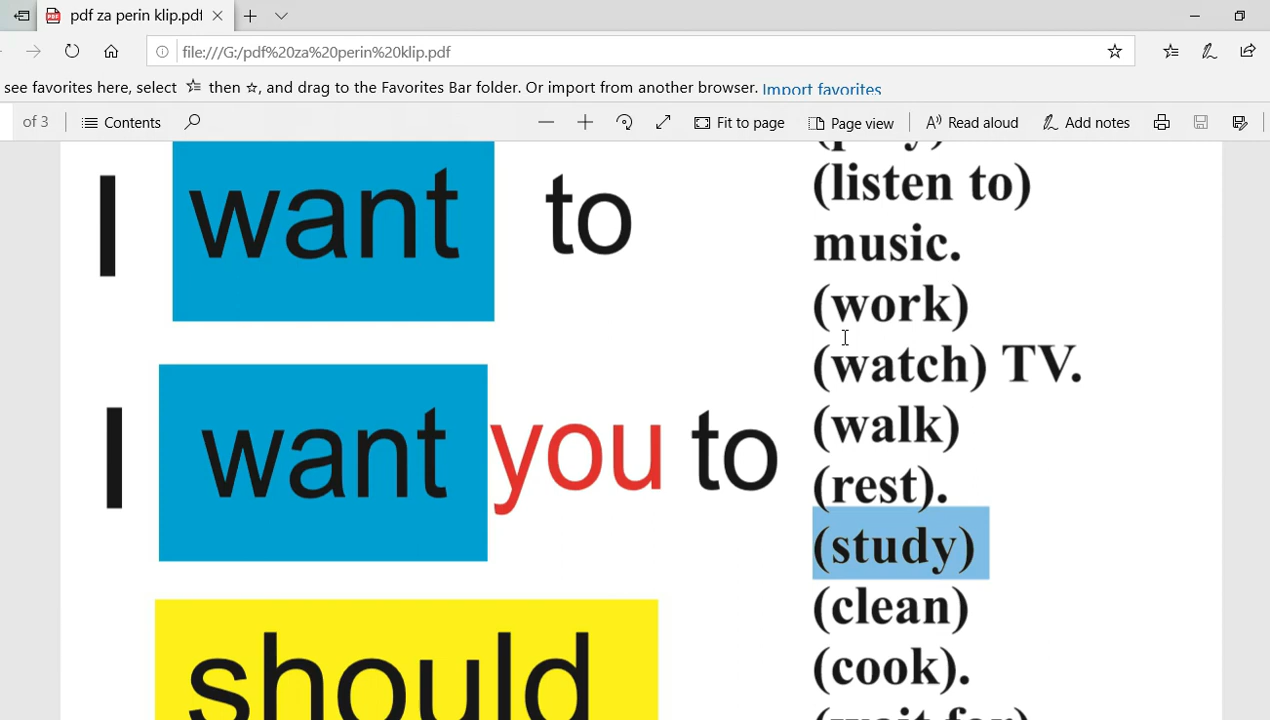 pdf za perin klip.pdf
file:///G:/pdf%20za%20perin%20klip.pdf
see favorites here, select then , and drag to the Favorites Bar folder. Or import from another browser. Import favorites
of 3 Contents Fit to page Page view Read aloud Add notes
I want to
I want you to
should
(listen to)
music.
(work)
(watch) TV.
(walk)
(rest).
(study)
(clean)
(cook).
(wait for)